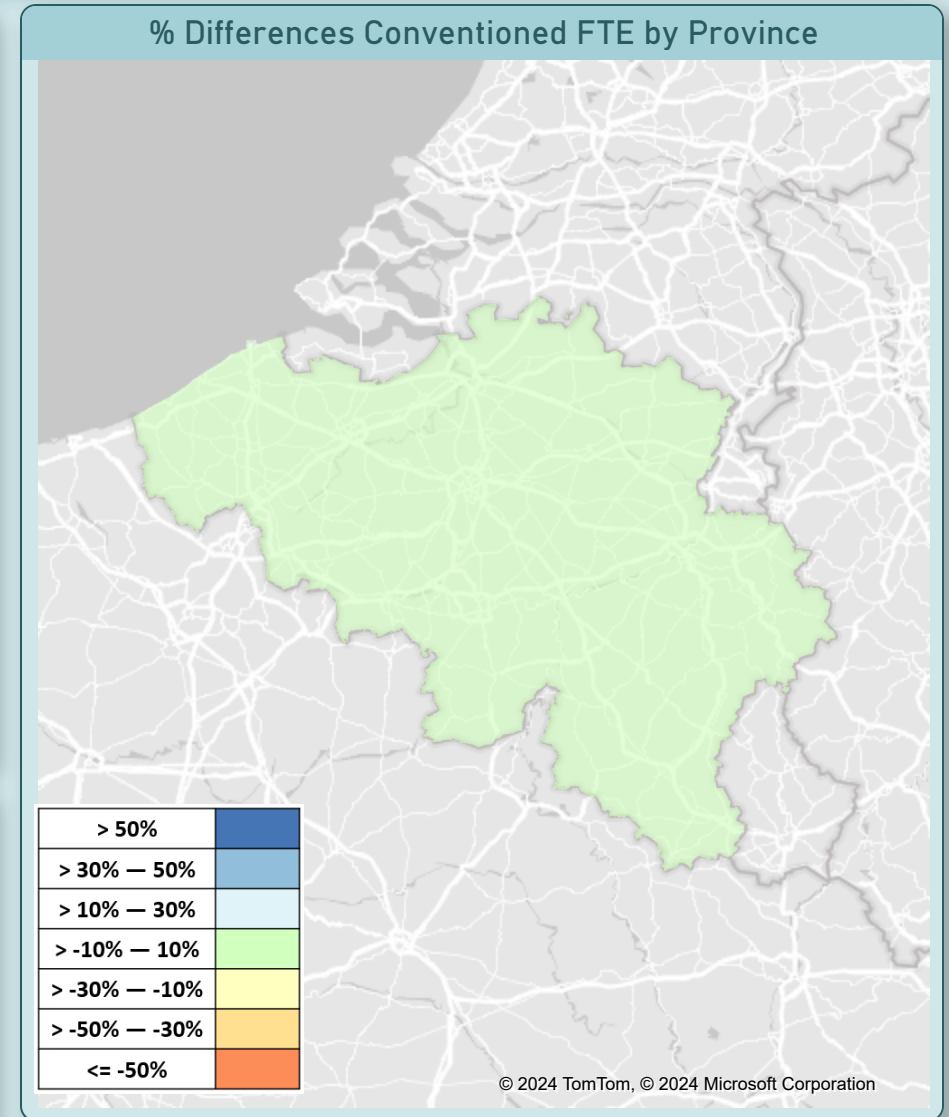 % Differences Conventioned FTE by Province
> 50%
> 30% — 50%
> 10% — 30%
> -10% — 10%
> -30% — -10%
> -50% — -30%
<= -50%
© 2024 TomTom, © 2024 Microsoft Corporation